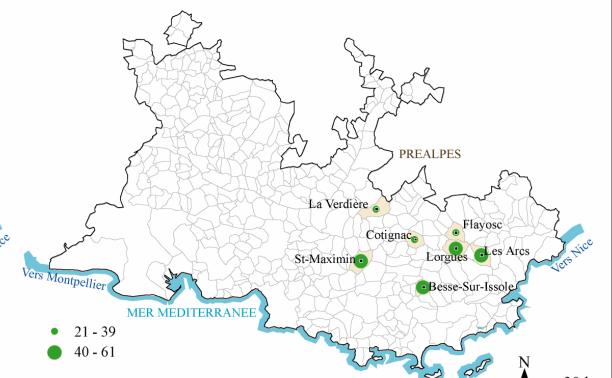 PREALPES
La Verdiere
Flayosc
Cotignac
St-Maximin
Lorgues
Les Arcs
Vers Nice
Vers Montpellier
Besse-Sur-Issole
MER MEDITERRANEE
21 - 39
40 - 61
N